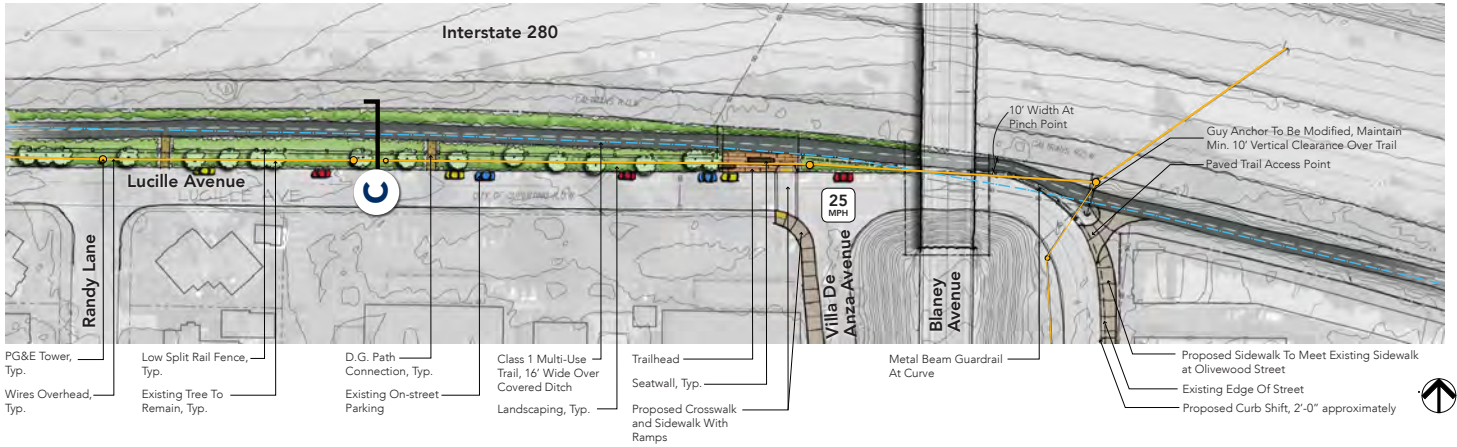 Interstate 280
10' Width At
Pinch Point
Guy Anchor To Be Modified, Maintain
Min. 10' Vertical Clearance Over Trail
Paved Trail Access Point
Lucille Avenue
LUCILLE AVE
C
25
MPH
Randy Lane
Villa De
Anza Avenue
Blaney
Avenue
PG&E Tower,
Typ.
Wires Overhead,
Typ.
Low Split Rail Fence,
Typ.
Existing Tree To
Remain, Typ.
D.G. Path
Connection, Typ.
Existing On-street
Parking
Class 1 Multi-Use
Trail, 16' Wide Over
Covered Ditch
Landscaping, Typ.
Trailhead
Seatwall, Typ.
Proposed Crosswalk
and Sidewalk With
Ramps
Metal Beam Guardrail
At Curve
Proposed Sidewalk To Meet Existing Sidewalk
at Olivewood Street
Existing Edge Of Street
Proposed Curb Shift, 2'-0" approximately